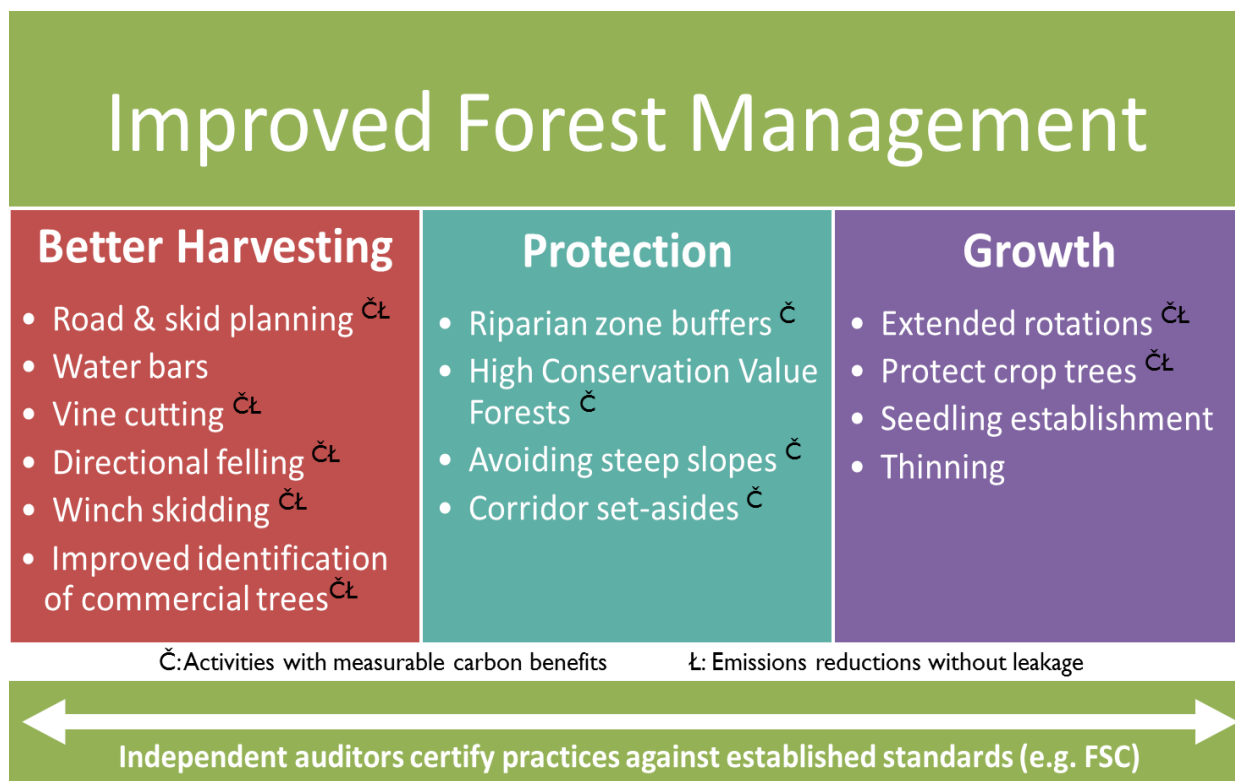 Improved Forest Management
Better Harvesting
• Road & skid planning ČŁ
• Water bars
• Vine cutting ČŁ
• Directional felling ČŁ
• Winch skidding ČŁ
• Improved identification
of commercial trees ČŁ
Protection
• Riparian zone buffers Č
• High Conservation Value
Forests Č
• Avoiding steep slopes Č
• Corridor set-asides Č
Growth
• Extended rotations ČŁ
• Protect crop trees ČŁ
• Seedling establishment
• Thinning
Č: Activities with measurable carbon benefits
Ł: Emissions reductions without leakage
Independent auditors certify practices against established standards (e.g. FSC)